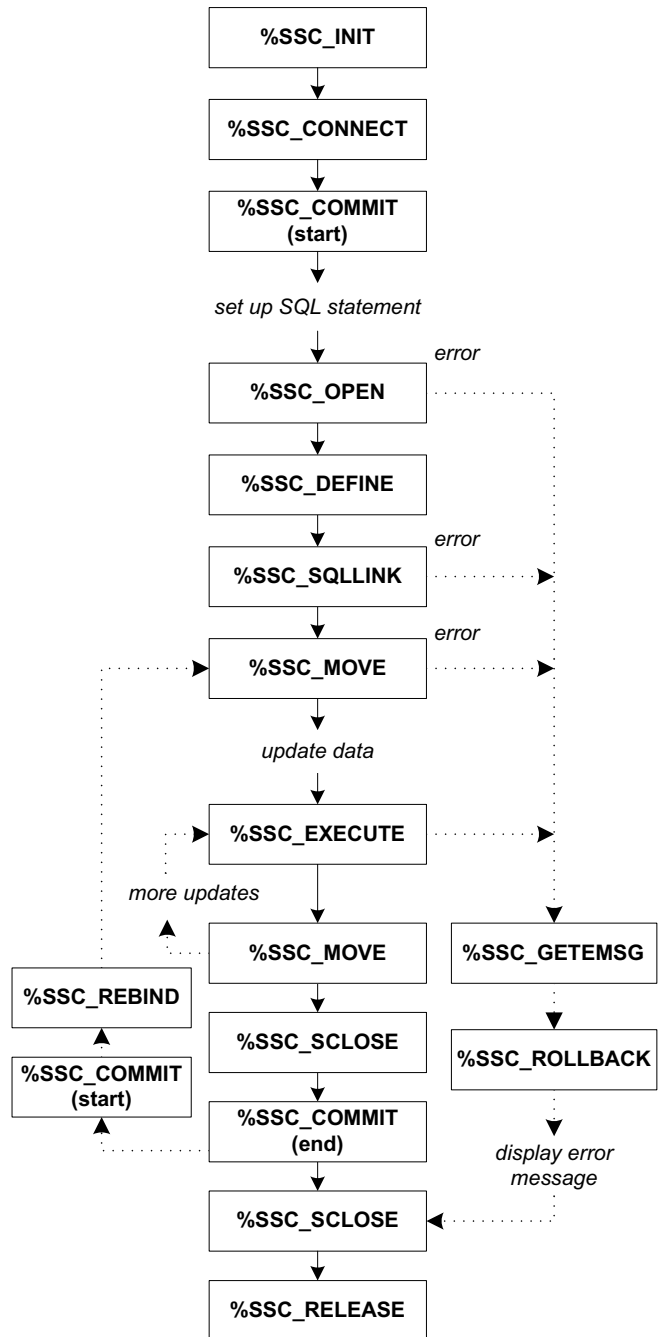 %SSC_INIT
%SSC_CONNECT
%SSC_COMMIT
(start)
set up SQL statement
error
%SSC_OPEN
%SSC_DEFINE
error
%SSC_SQLLINK
error
%SSC_MOVE
update data
%SSC_EXECUTE
more updates
%SSC_MOVE
%SSC_GETEMSG
%SSC_REBIND
%SSC_SCLOSE
%SSC_ROLLBACK
%SSC_COMMIT
(start)
%SSC_COMMIT
(end)
display error
message
%SSC_SCLOSE
%SSC_RELEASE